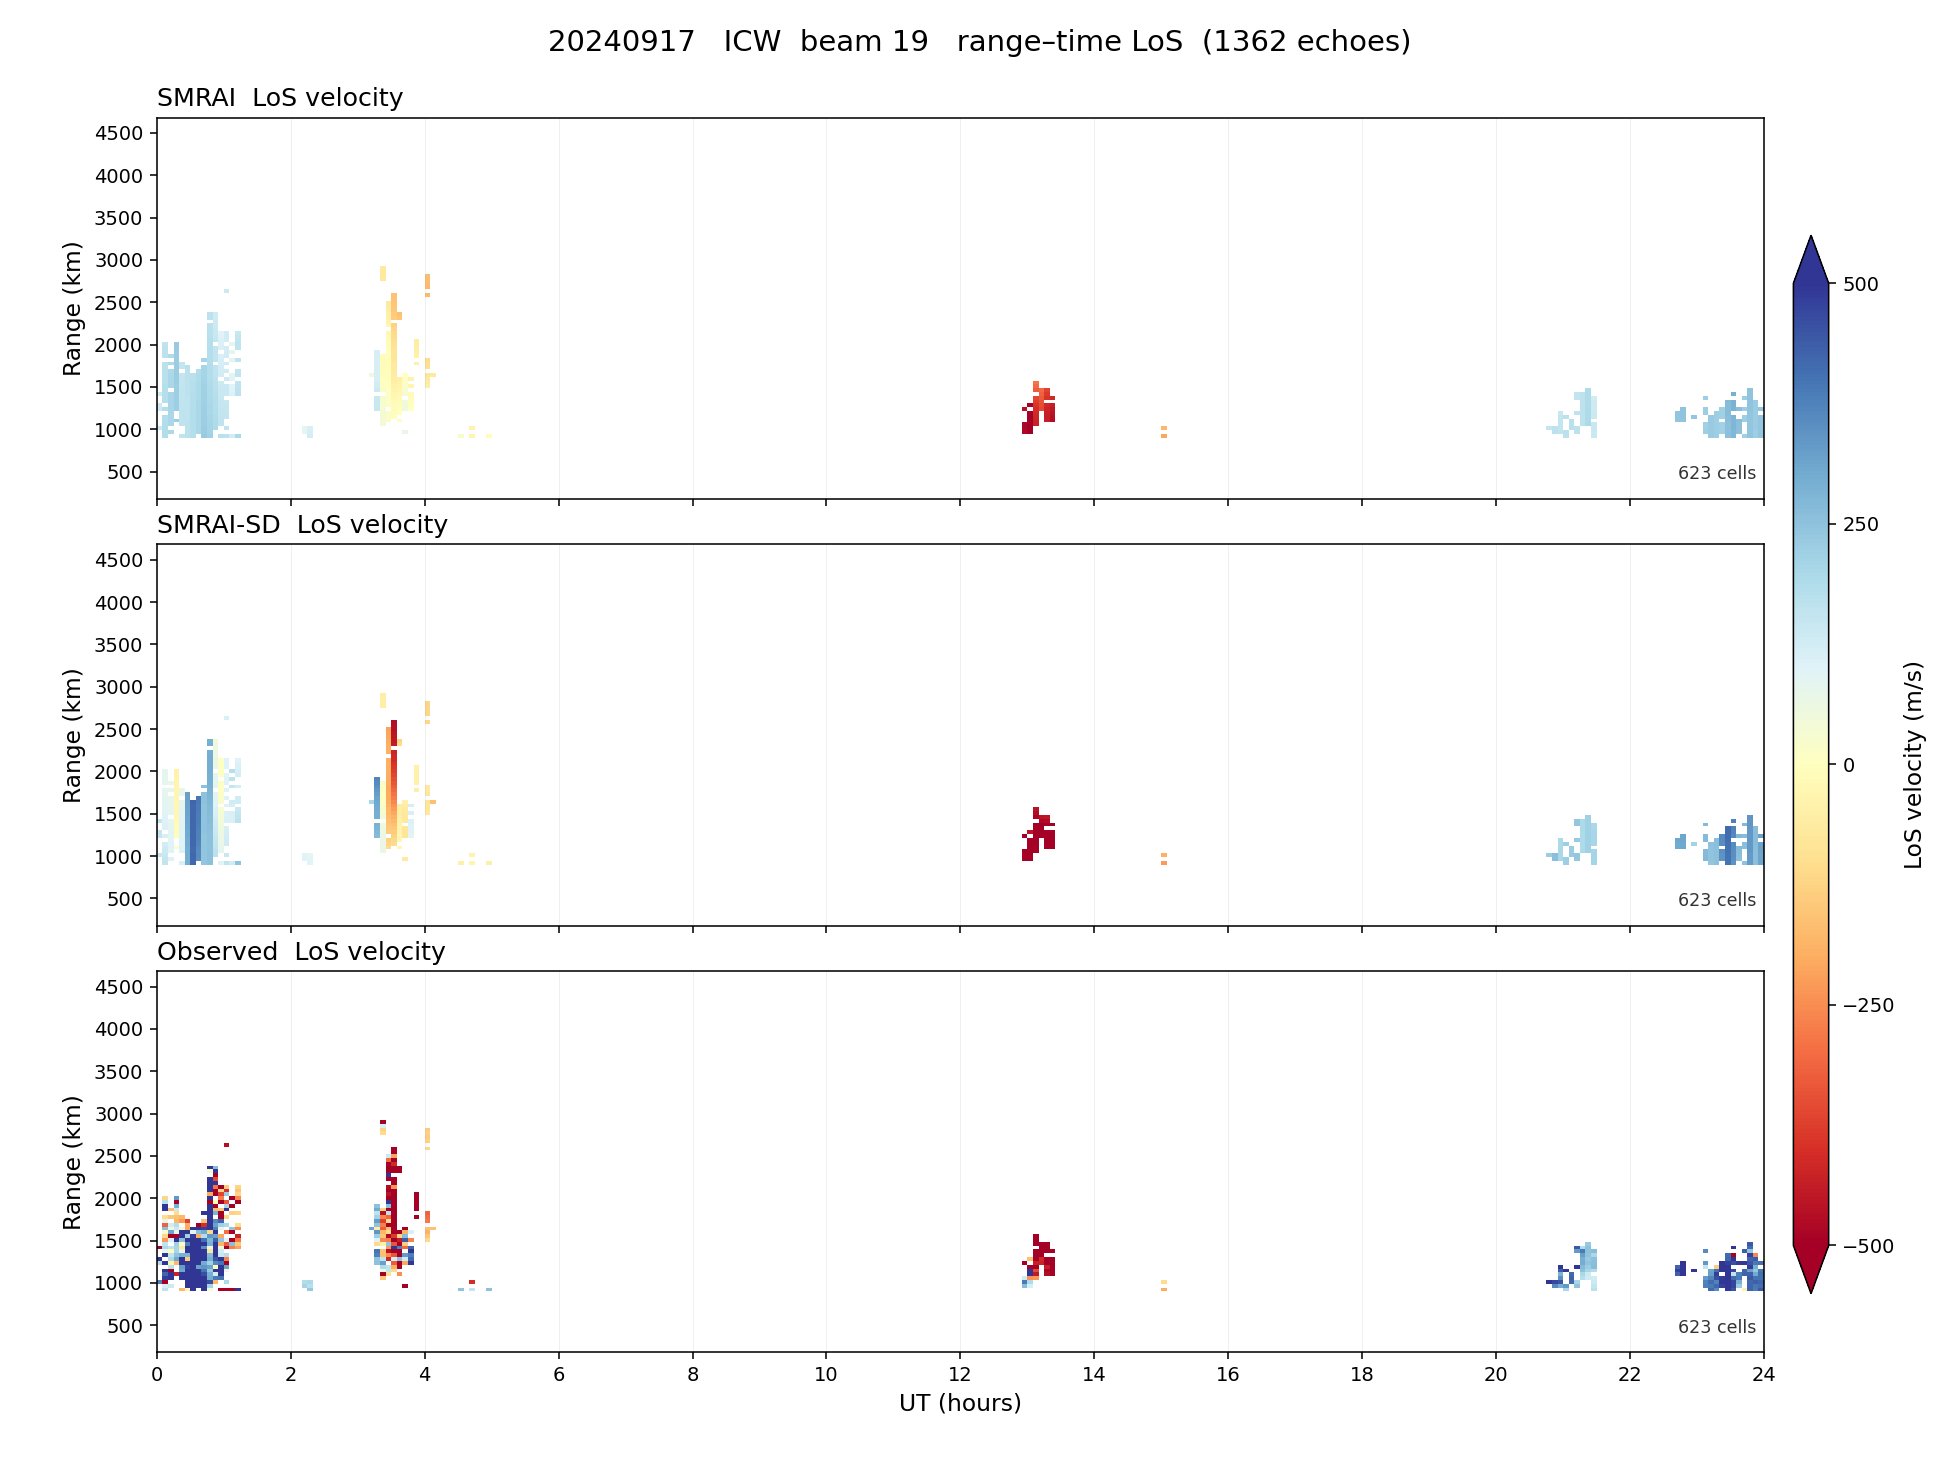 20240917   ICW  beam 19   range–time LoS  (1362 echoes)
SMRAI  LoS velocity
4500
4000
3500
3000
2500
2000
1500
1000
500
Range (km)
623 cells
SMRAI-SD  LoS velocity
4500
4000
3500
3000
2500
2000
1500
1000
500
Range (km)
623 cells
Observed  LoS velocity
4500
4000
3500
3000
2500
2000
1500
1000
500
Range (km)
623 cells
0 2 4 6 8 10 12 14 16 18 20 22 24
UT (hours)
500
250
0
−250
−500
LoS velocity (m/s)